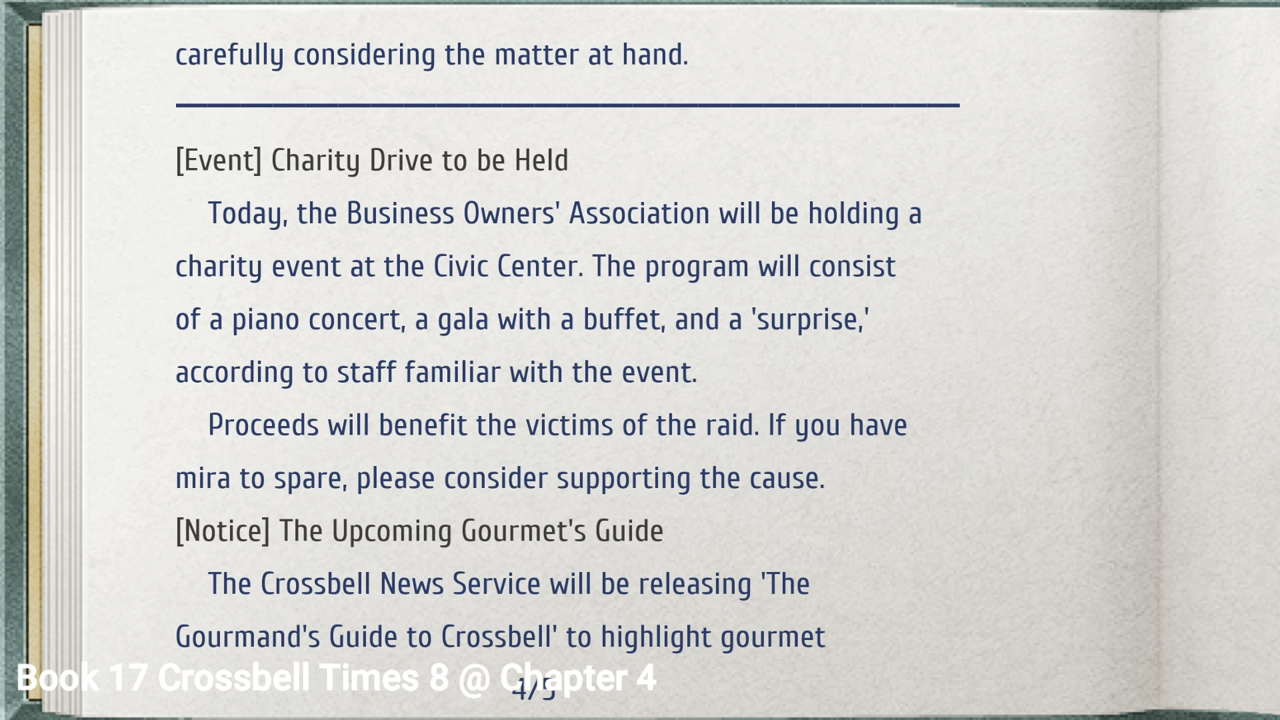 carefully considering the matter at hand.
[Event] Charity Drive to be Held
Today, the Business Owners' Association will be holding a
charity event at the Civic Center. The program will consist
of a piano concert, a gala with a buffet, and a 'surprise,'
according to staff familiar with the event.
Proceeds will benefit the victims of the raid. If you have
mira to spare, please consider supporting the cause.
[Notice] The Upcoming Gourmet's Guide
The Crossbell News Service will be releasing 'The
Gourmand's Guide to Crossbell' to highlight gourmet
Book 17 Crossbell Times 8 @ Chapter 4
4/5